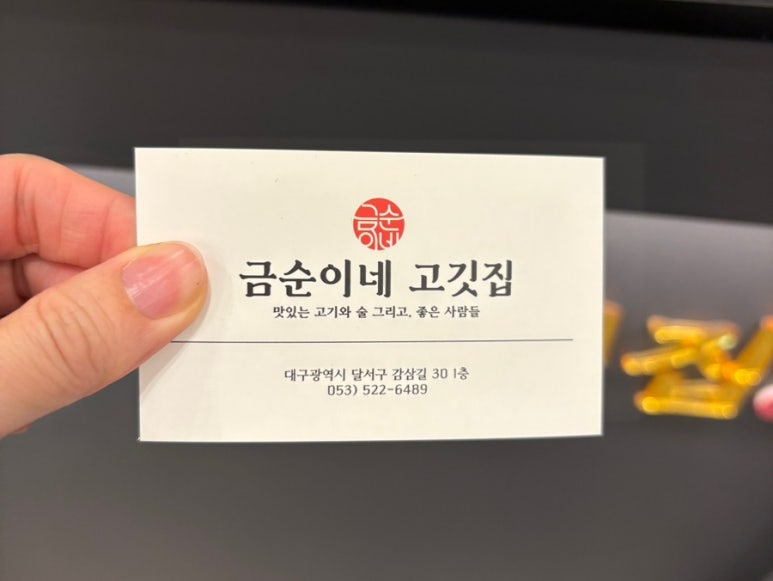 금순이네
금순이네 고깃집
맛있는 고기와 술 그리고, 좋은 사람들
대구광역시 달서구 감삼길 30 1층
053) 522-6489